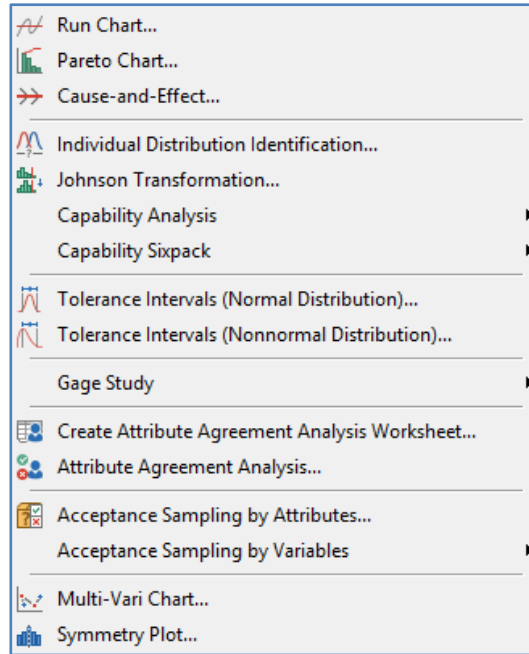 Run Chart...
Pareto Chart...
Cause-and-Effect...
Individual Distribution Identification...
Johnson Transformation...
Capability Analysis
Capability Sixpack
Tolerance Intervals (Normal Distribution)...
Tolerance Intervals (Nonnormal Distribution)...
Gage Study
Create Attribute Agreement Analysis Worksheet...
Attribute Agreement Analysis...
Acceptance Sampling by Attributes...
Acceptance Sampling by Variables
Multi-Vari Chart...
Symmetry Plot...